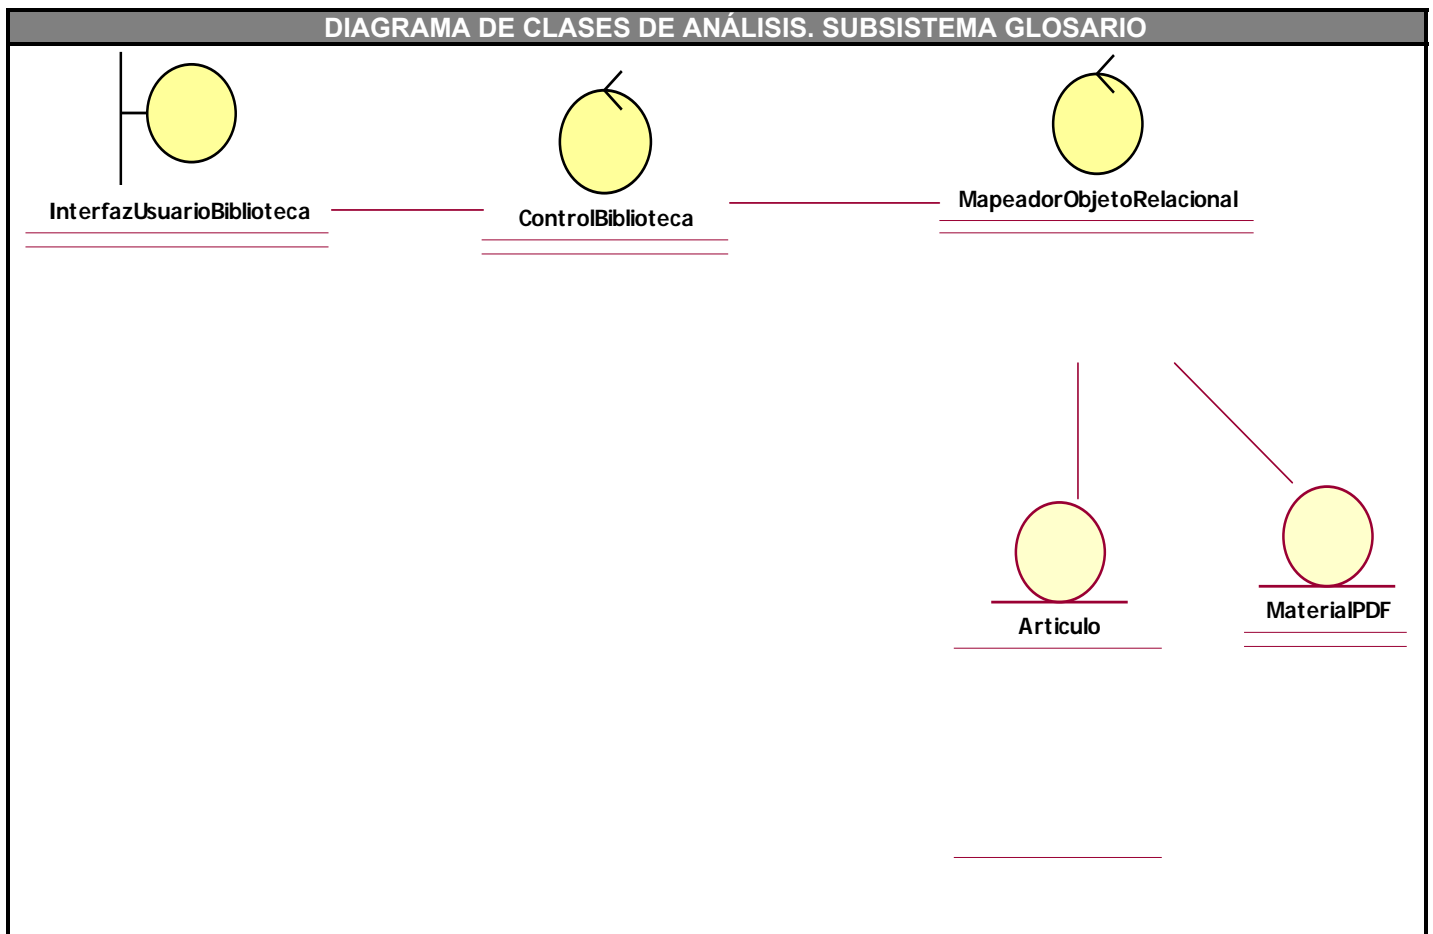 DIAGRAMA DE CLASES DE ANÁLISIS. SUBSISTEMA GLOSARIO
InterfazUsuarioBiblioteca
ControlBiblioteca
MapeadorObjetoRelacional
Articulo
MaterialPDF